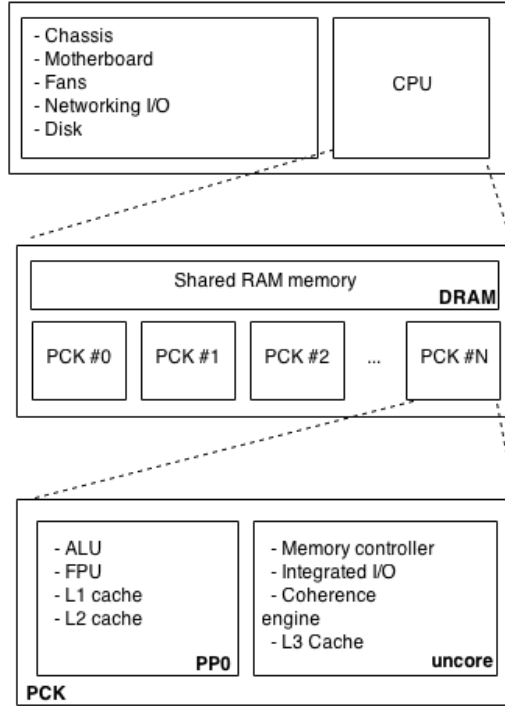 - Chassis
- Motherboard
- Fans
- Networking I/O
- Disk
CPU
Shared RAM memory
DRAM
PCK #0
PCK #1
PCK #2
...
PCK #N
- ALU
- FPU
- L1 cache
- L2 cache
PP0
- Memory controller
- Integrated I/O
- Coherence
engine
- L3 Cache
uncore
PCK